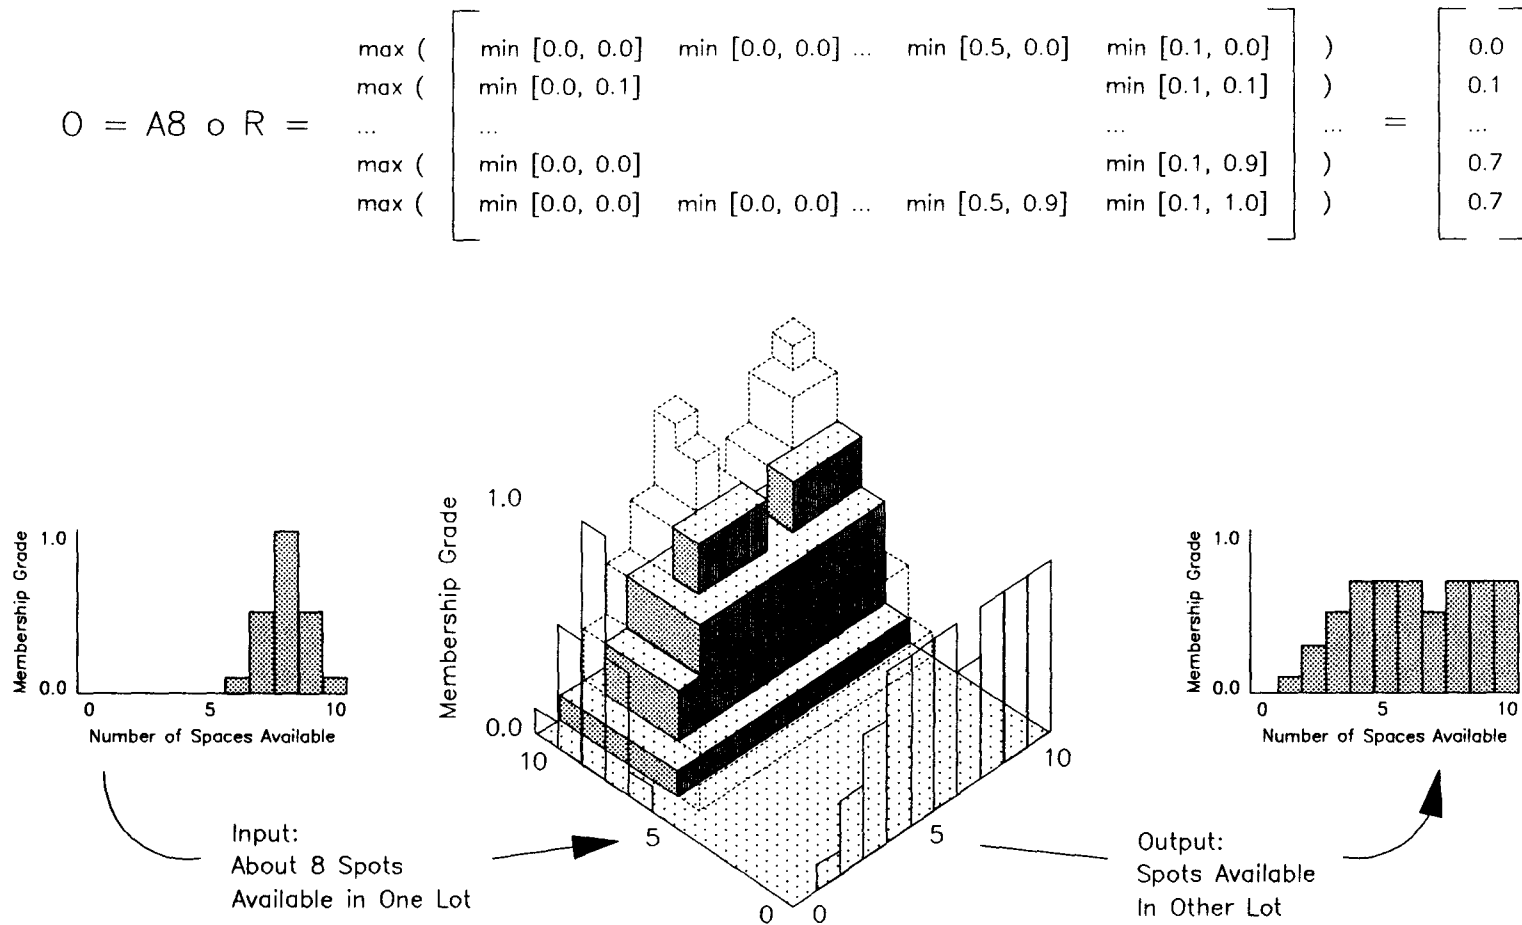 max ( min [0.0, 0.0] min [0.0, 0.0] ... min [0.5, 0.0] min [0.1, 0.0] ) 0.0
max ( min [0.0, 0.1] min [0.1, 0.1] ) 0.1
O = A8 o R = ... ... ... ... = ...
max ( min [0.0, 0.0] min [0.1, 0.9] ) 0.7
max ( min [0.0, 0.0] min [0.0, 0.0] ... min [0.5, 0.9] min [0.1, 1.0] ) 0.7
Membership Grade
1.0
0.0
0 5 10
Number of Spaces Available
Input:
About 8 Spots
Available in One Lot
Membership Grade
1.0
0.0
10
5
0
0
5
10
Membership Grade
1.0
0.0
0 5 10
Number of Spaces Available
Output:
Spots Available
In Other Lot